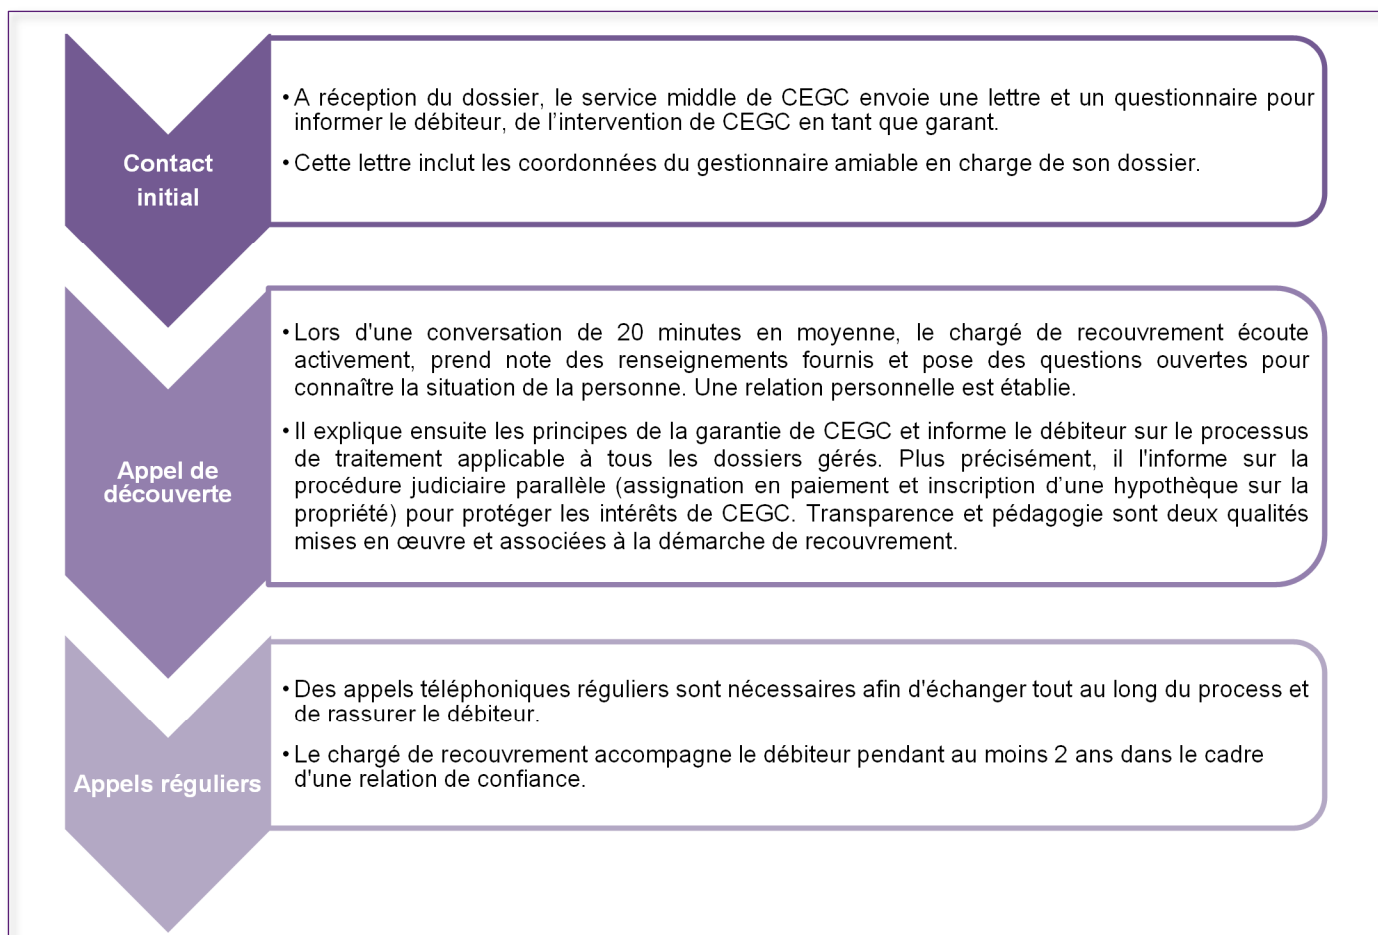 Contact
initial
• A réception du dossier, le service middle de CEGC envoie une lettre et un questionnaire pour
informer le débiteur, de l'intervention de CEGC en tant que garant.
• Cette lettre inclut les coordonnées du gestionnaire amiable en charge de son dossier.
Appel de
découverte
• Lors d'une conversation de 20 minutes en moyenne, le chargé de recouvrement écoute
activement, prend note des renseignements fournis et pose des questions ouvertes pour
connaître la situation de la personne. Une relation personnelle est établie.
• Il explique ensuite les principes de la garantie de CEGC et informe le débiteur sur le processus
de traitement applicable à tous les dossiers gérés. Plus précisément, il l'informe sur la
procédure judiciaire parallèle (assignation en paiement et inscription d'une hypothèque sur la
propriété) pour protéger les intérêts de CEGC. Transparence et pédagogie sont deux qualités
mises en œuvre et associées à la démarche de recouvrement.
Appels réguliers
• Des appels téléphoniques réguliers sont nécessaires afin d'échanger tout au long du process et
de rassurer le débiteur.
• Le chargé de recouvrement accompagne le débiteur pendant au moins 2 ans dans le cadre
d'une relation de confiance.